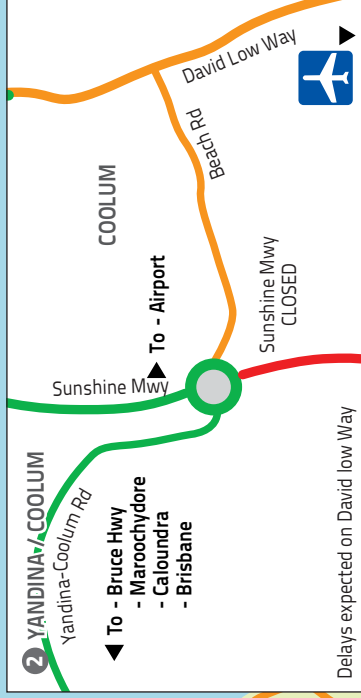 2 YANDINA / COOLUM
Yandina-Coolum Rd
To - Bruce Hwy
- Maroochydore
- Caloundra
- Brisbane
Sunshine Mwy
To - Airport
COOLUM
Beach Rd
David Low Way
Sunshine Mwy
CLOSED
Delays expected on David low Way